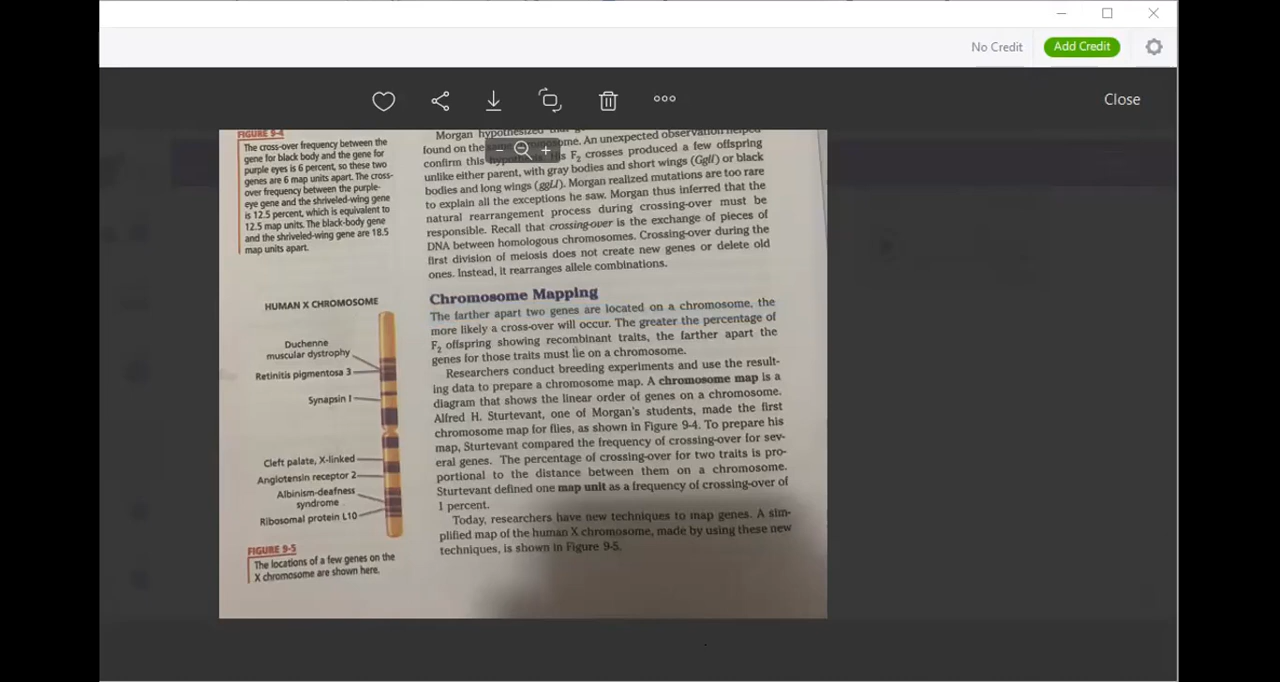 No Credit
Add Credit
Close
FIGURE 9-4
The cross-over frequency between the
gene for black body and the gene for
purple eyes is 6 percent, so these two
genes are 6 map units apart. The cross-
over frequency between the purple-
eye gene and the shriveled-wing gene
is 12.5 percent, which is equivalent to
12.5 map units. The black-body gene
and the shriveled-wing gene are 18.5
map units apart.
HUMAN X CHROMOSOME
Duchenne
muscular dystrophy
Retinitis pigmentosa 3
Synapsin I
Cleft palate, X-linked
Angiotensin receptor 2
Albinism-deafness
syndrome
Ribosomal protein L10
FIGURE 9-5
The locations of a few genes on the
X chromosome are shown here.
Morgan hypothesized that
found on the same chromosome. An unexpected observation helped
confirm this hypothesis. His F2 crosses produced a few offspring
unlike either parent, with gray bodies and short wings (Ggll) or black
bodies and long wings (ggLl). Morgan realized mutations are too rare
to explain all the exceptions he saw. Morgan thus inferred that the
natural rearrangement process during crossing-over must be
responsible. Recall that crossing-over is the exchange of pieces of
DNA between homologous chromosomes. Crossing-over during the
first division of meiosis does not create new genes or delete old
ones. Instead, it rearranges allele combinations.
Chromosome Mapping
The farther apart two genes are located on a chromosome, the
more likely a cross-over will occur. The greater the percentage of
F2 offspring showing recombinant traits, the farther apart the
genes for those traits must lie on a chromosome.
Researchers conduct breeding experiments and use the result-
ing data to prepare a chromosome map. A chromosome map is a
diagram that shows the linear order of genes on a chromosome.
Alfred H. Sturtevant, one of Morgan's students, made the first
chromosome map for flies, as shown in Figure 9-4. To prepare his
map, Sturtevant compared the frequency of crossing-over for sev-
eral genes. The percentage of crossing-over for two traits is pro-
portional to the distance between them on a chromosome.
Sturtevant defined one map unit as a frequency of crossing-over of
1 percent.
Today, researchers have new techniques to map genes. A sim-
plified map of the human X chromosome, made by using these new
techniques, is shown in Figure 9-5.